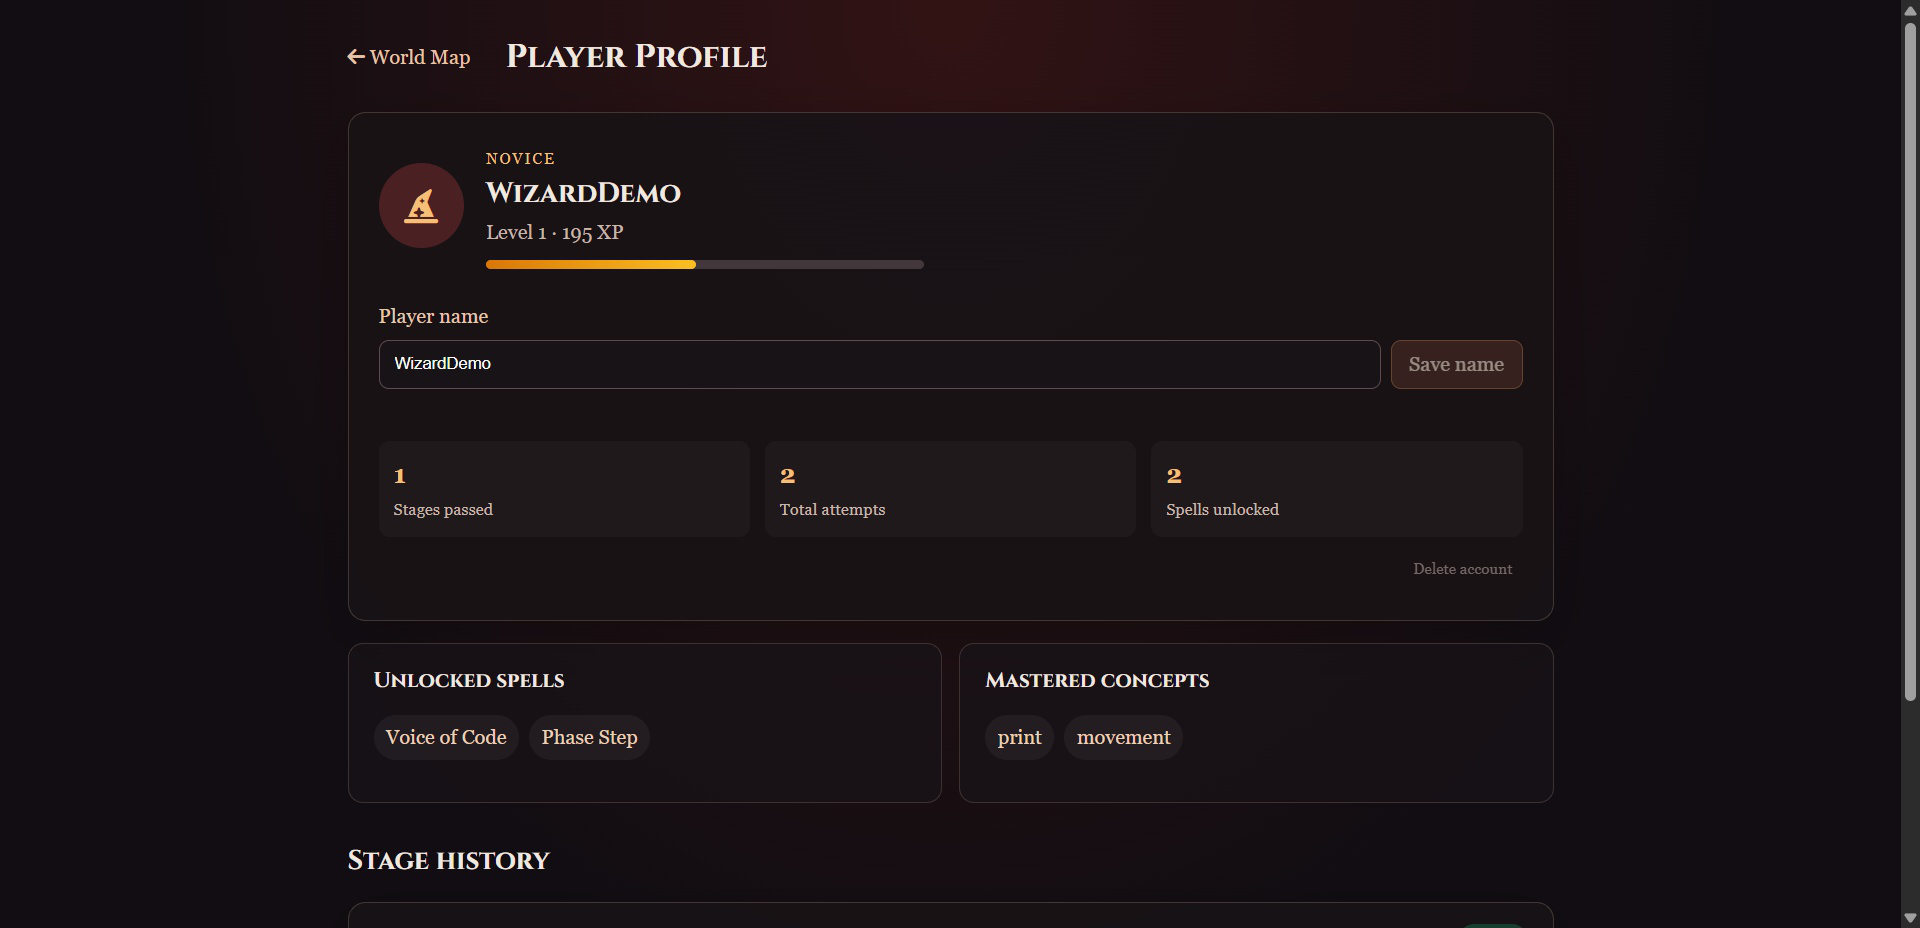 World Map
Player Profile
NOVICE
WizardDemo
Level 1 · 195 XP
Player name
WizardDemo
Save name
1
Stages passed
2
Total attempts
2
Spells unlocked
Delete account
Unlocked spells
Voice of Code
Phase Step
Mastered concepts
print
movement
Stage history